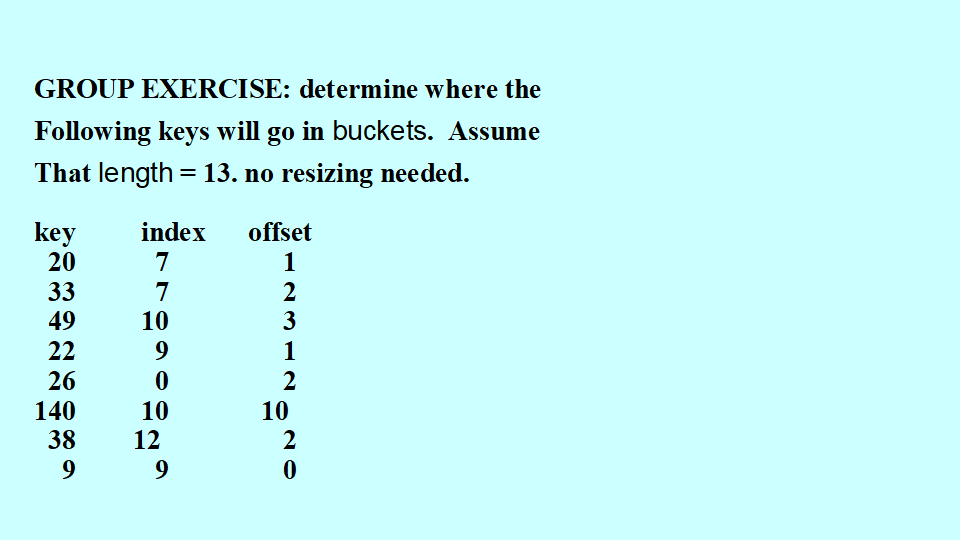 GROUP EXERCISE: determine where the
Following keys will go in buckets. Assume
That length = 13. no resizing needed.
key index offset
20 7 1
33 7 2
49 10 3
22 9 1
26 0 2
140 10 10
38 12 2
9 9 0